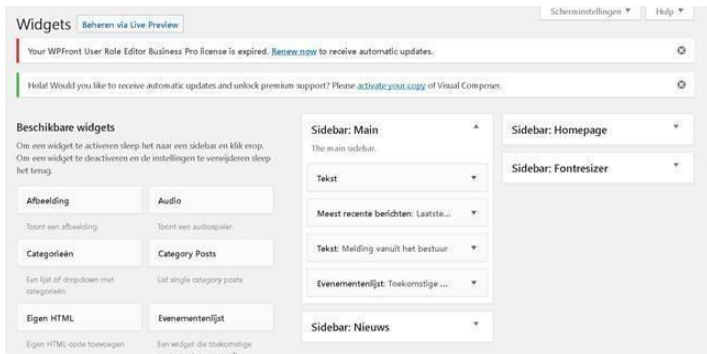 Scherminstellingen ▼
Hulp ▼
Widgets
Beheren via Live Preview
Your WPFront User Role Editor Business Pro license is expired. Renew now to receive automatic updates.
Hola! Would you like to receive automatic updates and unlock premium support? Please activate your copy of Visual Composer.
Beschikbare widgets
Om een widget te activeren sleep het naar een sidebar en klik erop.
Om een widget te deactiveren en de instellingen te verwijderen sleep
het terug.
Afbeelding
Audio
Toont een afbeelding.
Toont een audiospeler.
Categorieën
Category Posts
Een lijst of dropdown met
categorieën.
List single category posts
Eigen HTML
Evenementenlijst
Eigen HTML-code toevoegen.
Een widget die toekomstige
Sidebar: Main
The main sidebar.
Tekst
Meest recente berichten: Laatste...
Tekst: Melding vanuit het bestuur
Evenementenlijst: Toekomstige ...
Sidebar: Nieuws
Sidebar: Homepage
Sidebar: Fontresizer